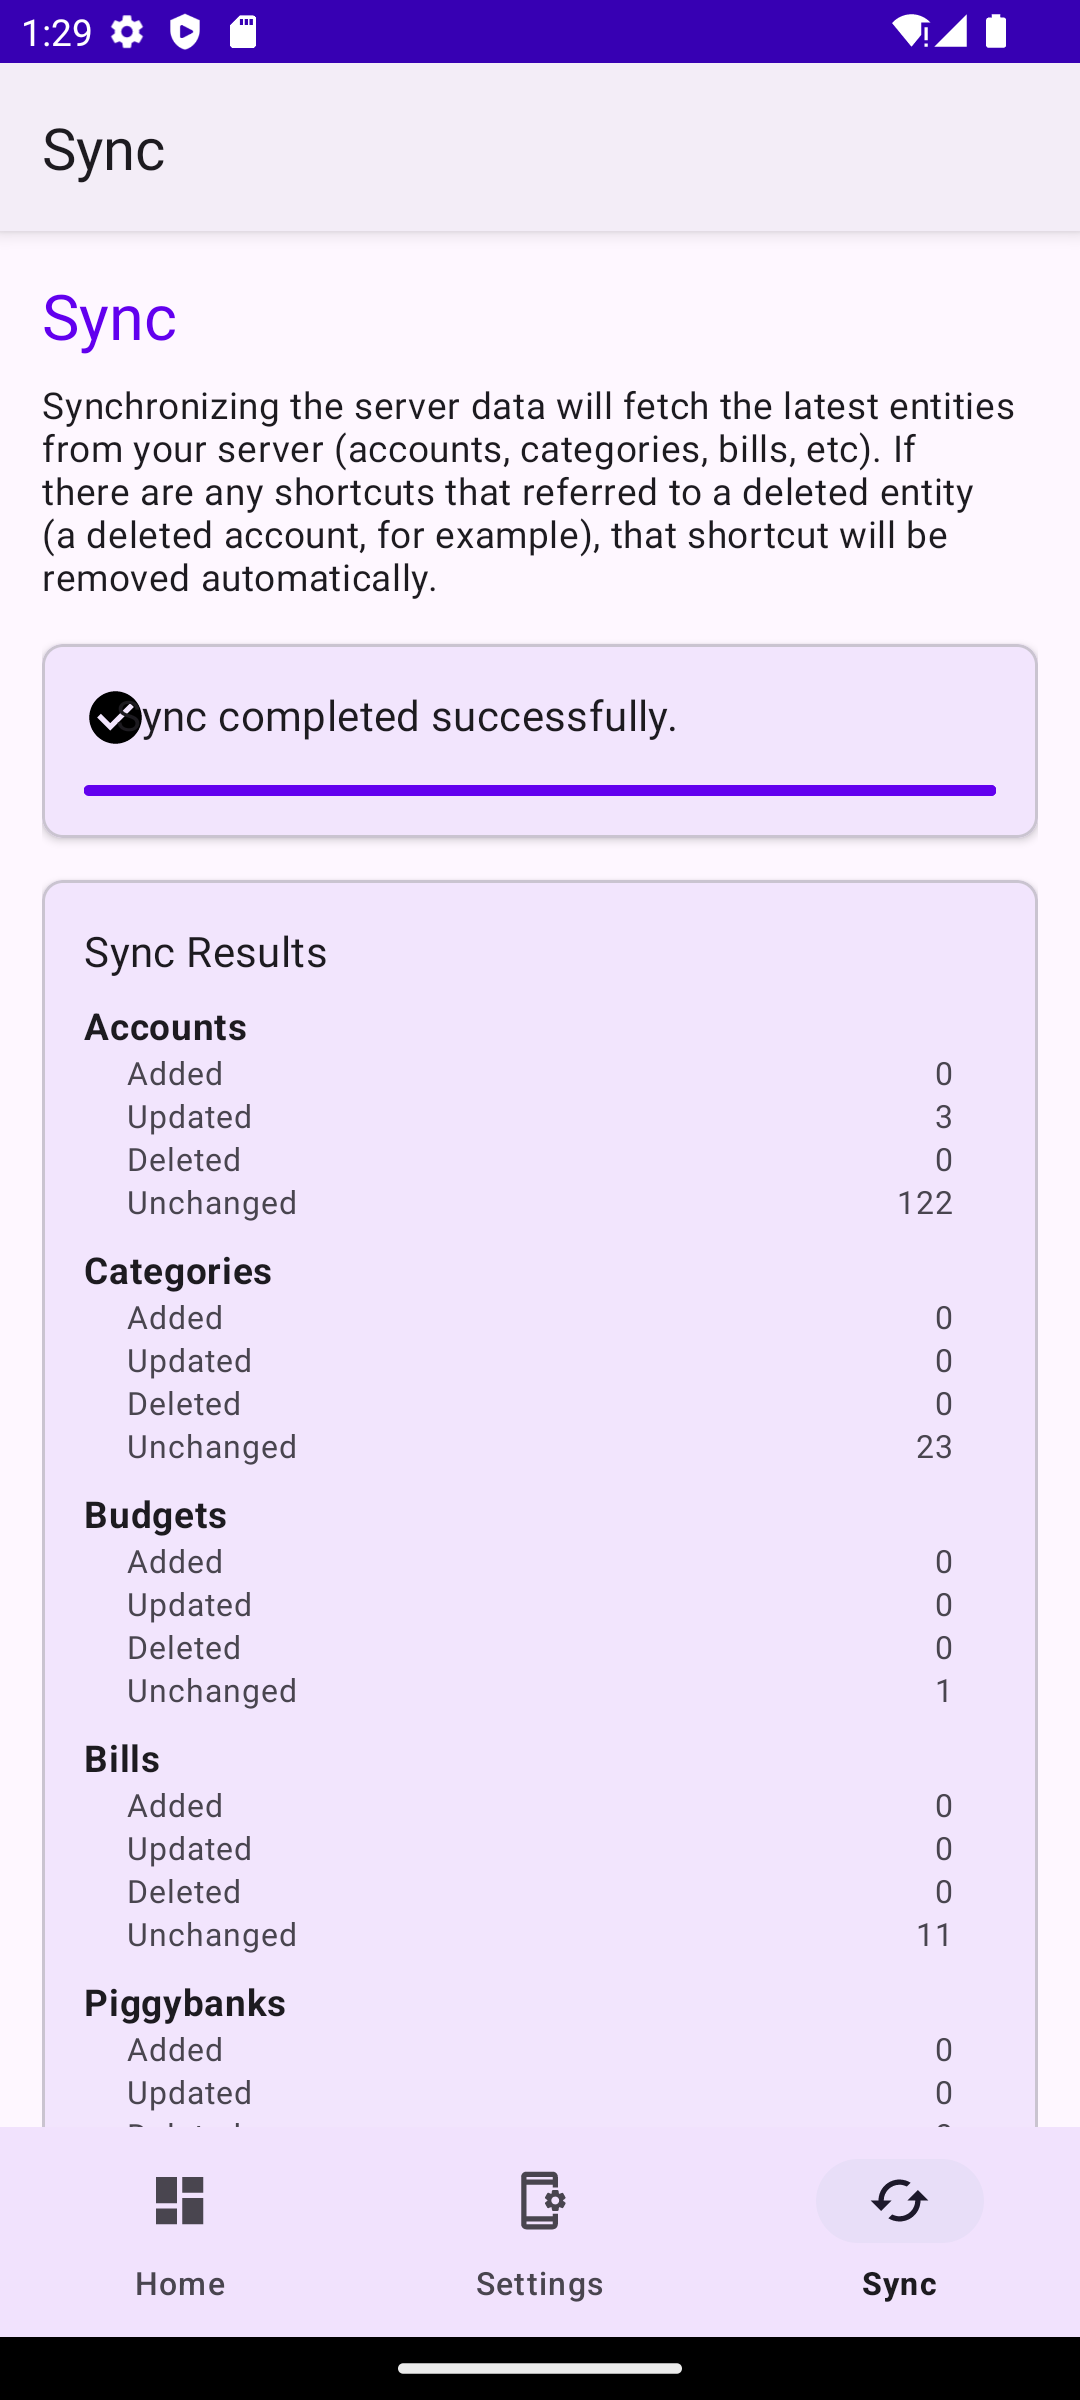 1:29
Sync
Sync
Synchronizing the server data will fetch the latest entities
from your server (accounts, categories, bills, etc). If
there are any shortcuts that referred to a deleted entity
(a deleted account, for example), that shortcut will be
removed automatically.
Sync completed successfully.
Sync Results
Accounts
Added 0
Updated 3
Deleted 0
Unchanged 122
Categories
Added 0
Updated 0
Deleted 0
Unchanged 23
Budgets
Added 0
Updated 0
Deleted 0
Unchanged 1
Bills
Added 0
Updated 0
Deleted 0
Unchanged 11
Piggybanks
Added 0
Updated 0
Home
Settings
Sync